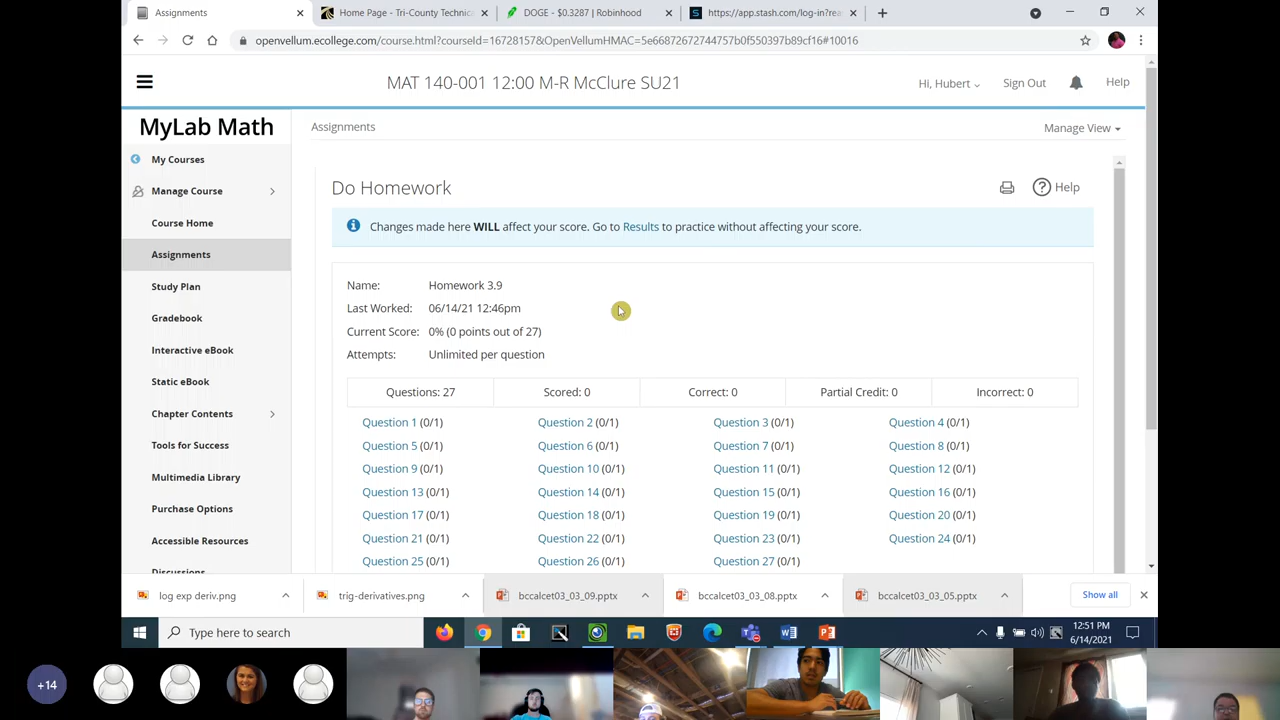 Assignments
Home Page - Tri-County Technic
DOGE - $0.3287 | Robinhood
https://app.stash.com/log-in?rea
openvellum.ecollege.com/course.html?courseId=16728157&OpenVellumHMAC=5e66872672744757b0f550397b89cf16#10016
MAT 140-001 12:00 M-R McClure SU21
Hi, Hubert
Sign Out
Help
MyLab Math
Assignments
Manage View
My Courses
Manage Course
Course Home
Assignments
Study Plan
Gradebook
Interactive eBook
Static eBook
Chapter Contents
Tools for Success
Multimedia Library
Purchase Options
Accessible Resources
Discussions
Do Homework
Help
Changes made here WILL affect your score. Go to Results to practice without affecting your score.
Name: Homework 3.9
Last Worked: 06/14/21 12:46pm
Current Score: 0% (0 points out of 27)
Attempts: Unlimited per question
Questions: 27 Scored: 0 Correct: 0 Partial Credit: 0 Incorrect: 0
Question 1 (0/1) Question 2 (0/1) Question 3 (0/1) Question 4 (0/1)
Question 5 (0/1) Question 6 (0/1) Question 7 (0/1) Question 8 (0/1)
Question 9 (0/1) Question 10 (0/1) Question 11 (0/1) Question 12 (0/1)
Question 13 (0/1) Question 14 (0/1) Question 15 (0/1) Question 16 (0/1)
Question 17 (0/1) Question 18 (0/1) Question 19 (0/1) Question 20 (0/1)
Question 21 (0/1) Question 22 (0/1) Question 23 (0/1) Question 24 (0/1)
Question 25 (0/1) Question 26 (0/1) Question 27 (0/1)
log exp deriv.png
trig-derivatives.png
bccalcet03_03_09.pptx
bccalcet03_03_08.pptx
bccalcet03_03_05.pptx
Show all
Type here to search
12:51 PM
6/14/2021
+14